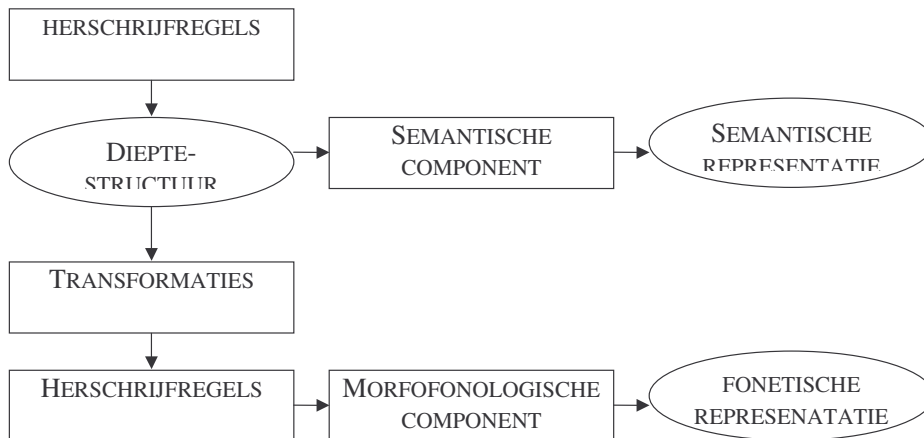 HERSCHRIJFREGELS
DIEPTE-
STRUCTUUR
SEMANTISCHE
COMPONENT
SEMANTISCHE
REPRESENTATIE
TRANSFORMATIES
HERSCHRIJFREGELS
MORFOFONOLOGISCHE
COMPONENT
FONETISCHE
REPRESENATATIE